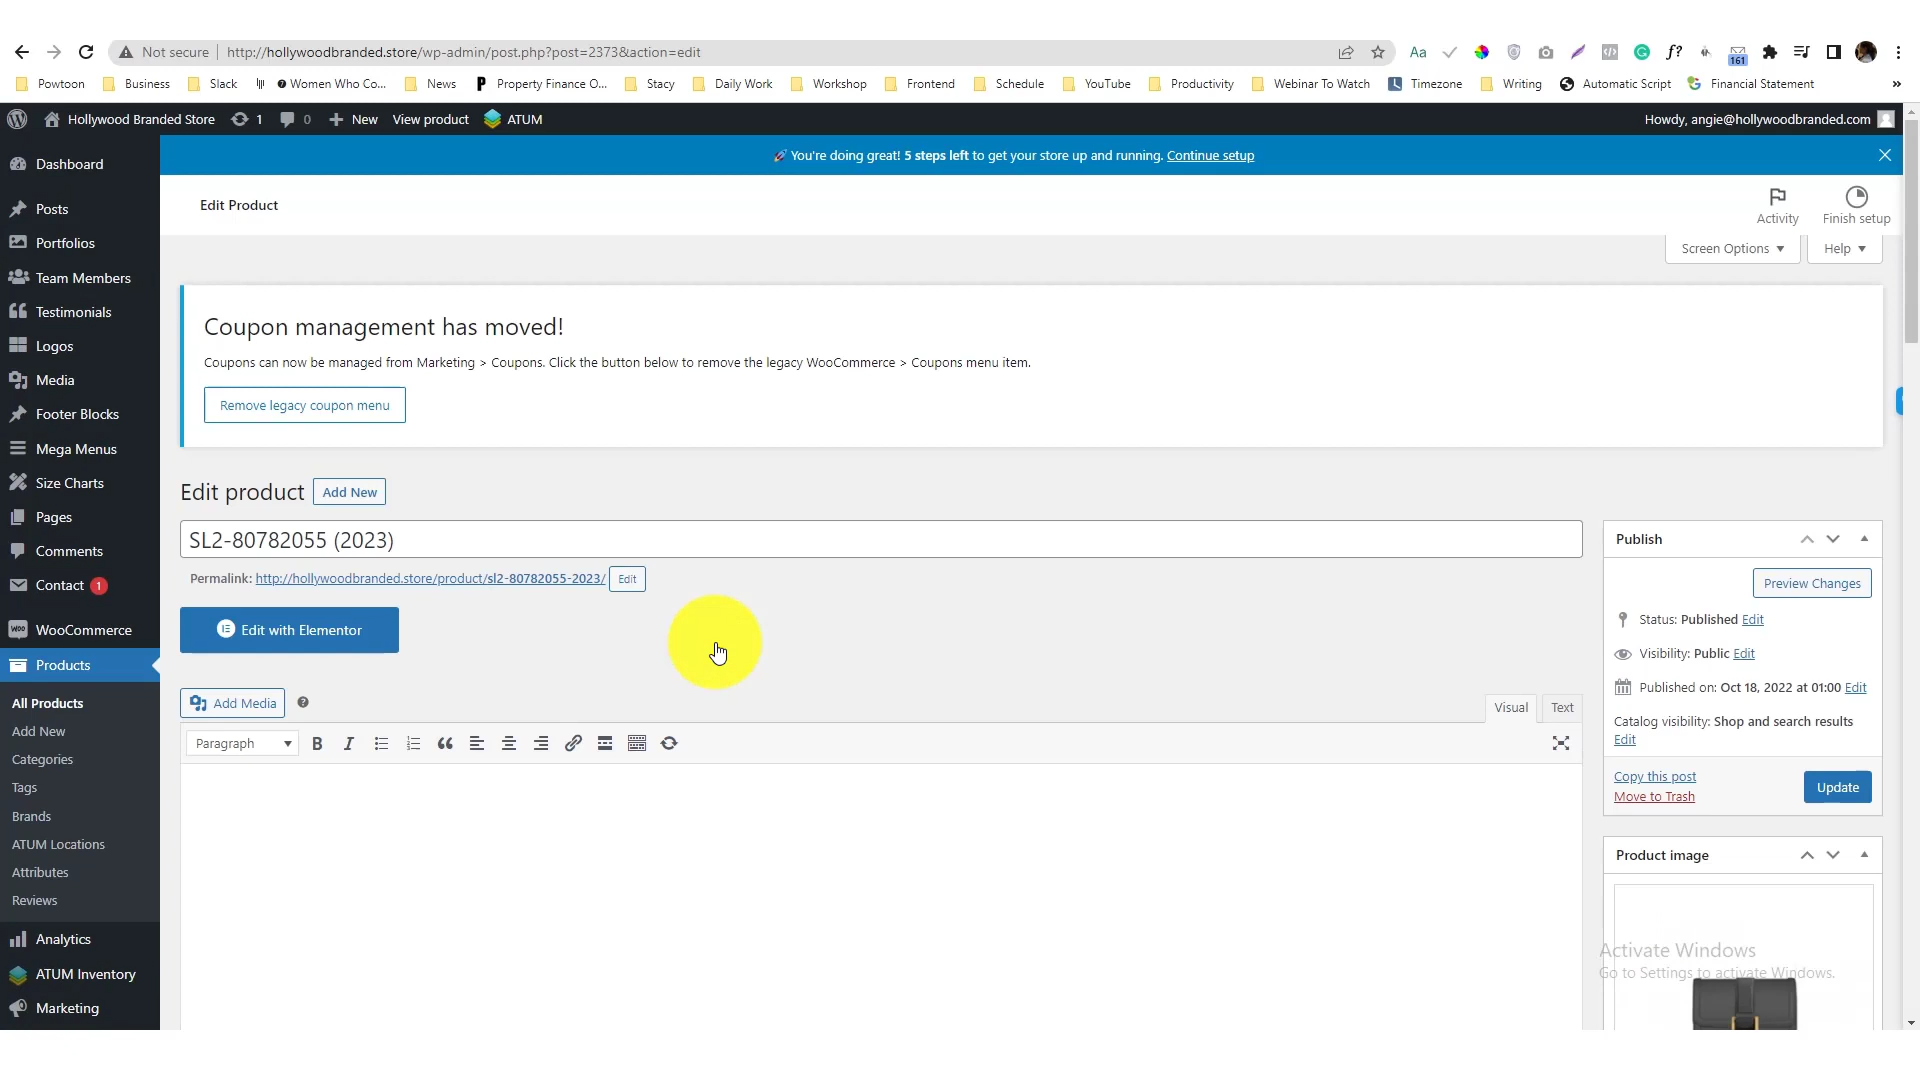 Not secure http://hollywoodbranded.store/wp-admin/post.php?post=2373&action=edit Aa f? 161
Powtoon Business Slack Women Who Co... News Property Finance O... Stacy Daily Work Workshop Frontend Schedule YouTube Productivity Webinar To Watch Timezone Writing Automatic Script Financial Statement »
Hollywood Branded Store 1 0 New View product ATUM Howdy, angie@hollywoodbranded.com
Dashboard
Posts
Portfolios
Team Members
Testimonials
Logos
Media
Footer Blocks
Mega Menus
Size Charts
Pages
Comments
Contact 1
WooCommerce
Products
All Products
Add New
Categories
Tags
Brands
ATUM Locations
Attributes
Reviews
Analytics
ATUM Inventory
Marketing
🚀 You're doing great! 5 steps left to get your store up and running. Continue setup
Edit Product
Activity
Finish setup
Screen Options
Help
Coupon management has moved!
Coupons can now be managed from Marketing > Coupons. Click the button below to remove the legacy WooCommerce > Coupons menu item.
Remove legacy coupon menu
Edit product Add New
SL2-80782055 (2023)
Permalink: http://hollywoodbranded.store/product/sl2-80782055-2023/ Edit
Edit with Elementor
Add Media
Visual Text
Paragraph
Publish
Preview Changes
Status: Published Edit
Visibility: Public Edit
Published on: Oct 18, 2022 at 01:00 Edit
Catalog visibility: Shop and search results
Edit
Copy this post
Move to Trash
Update
Product image
Activate Windows
Go to Settings to activate Windows.